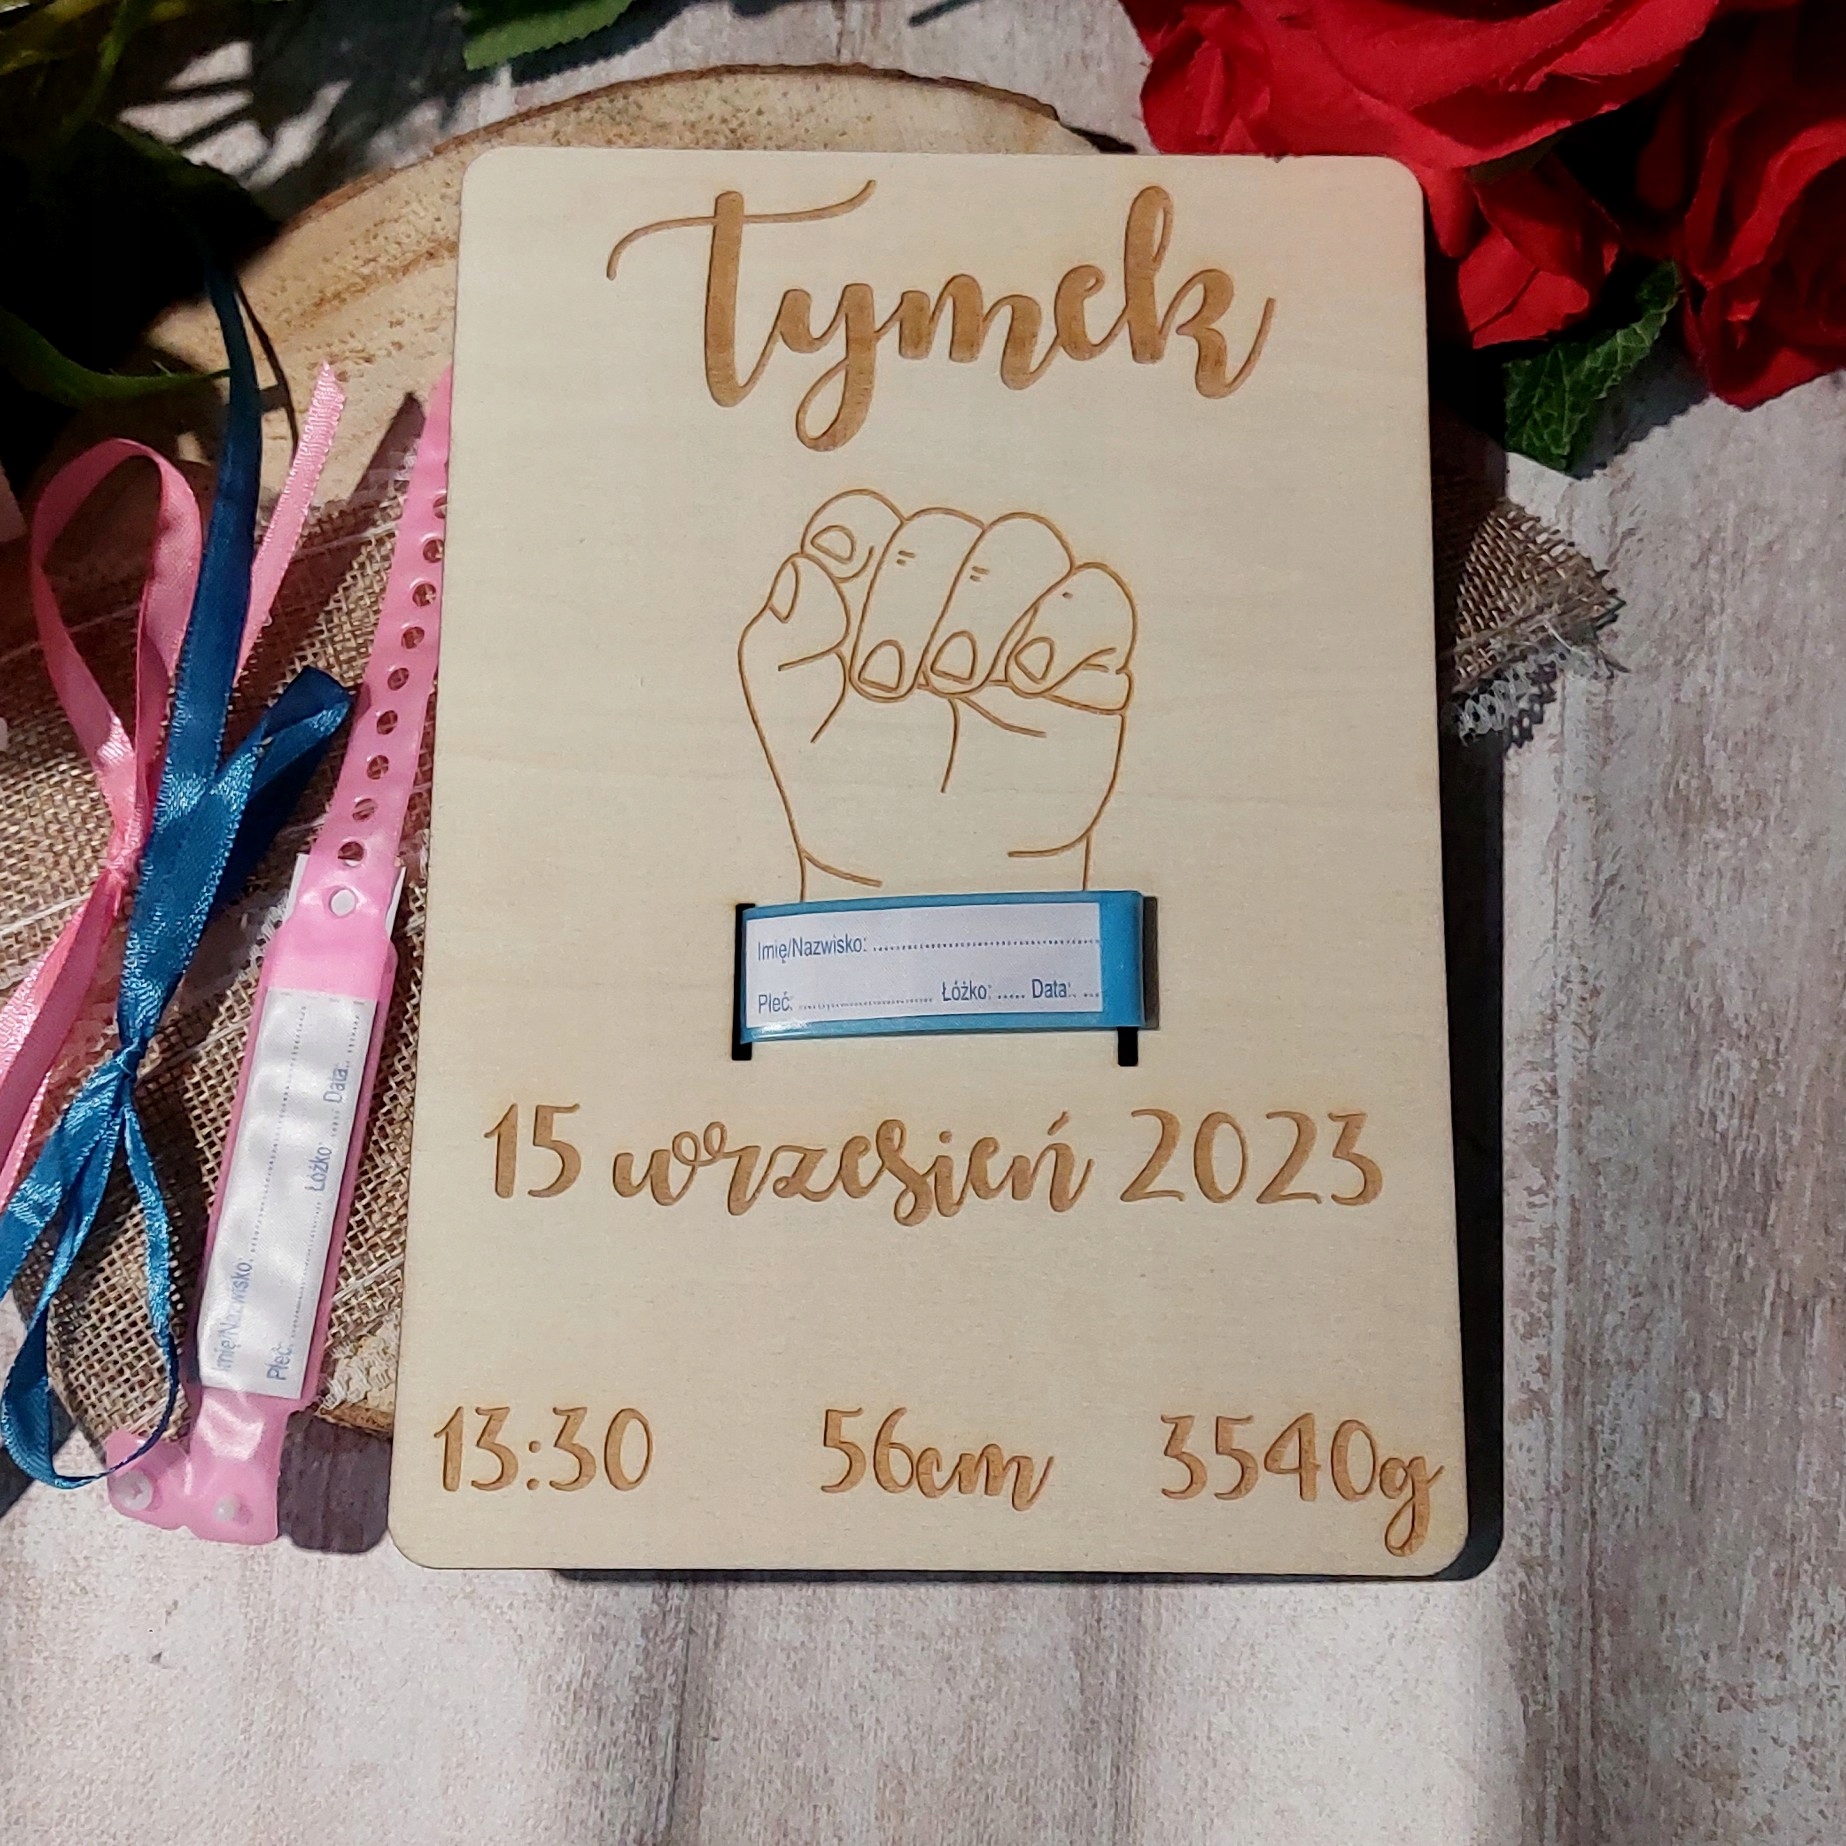 Tymek
Imię/Nazwisko: ........................................
Płeć: ........................ Łóżko: ..... Data:. ...
15 wrzesień 2023
13:30 56cm 3540g
Imię/Nazwisko: ........................................
Płeć: ........................ Łóżko: ..... Data:. ...